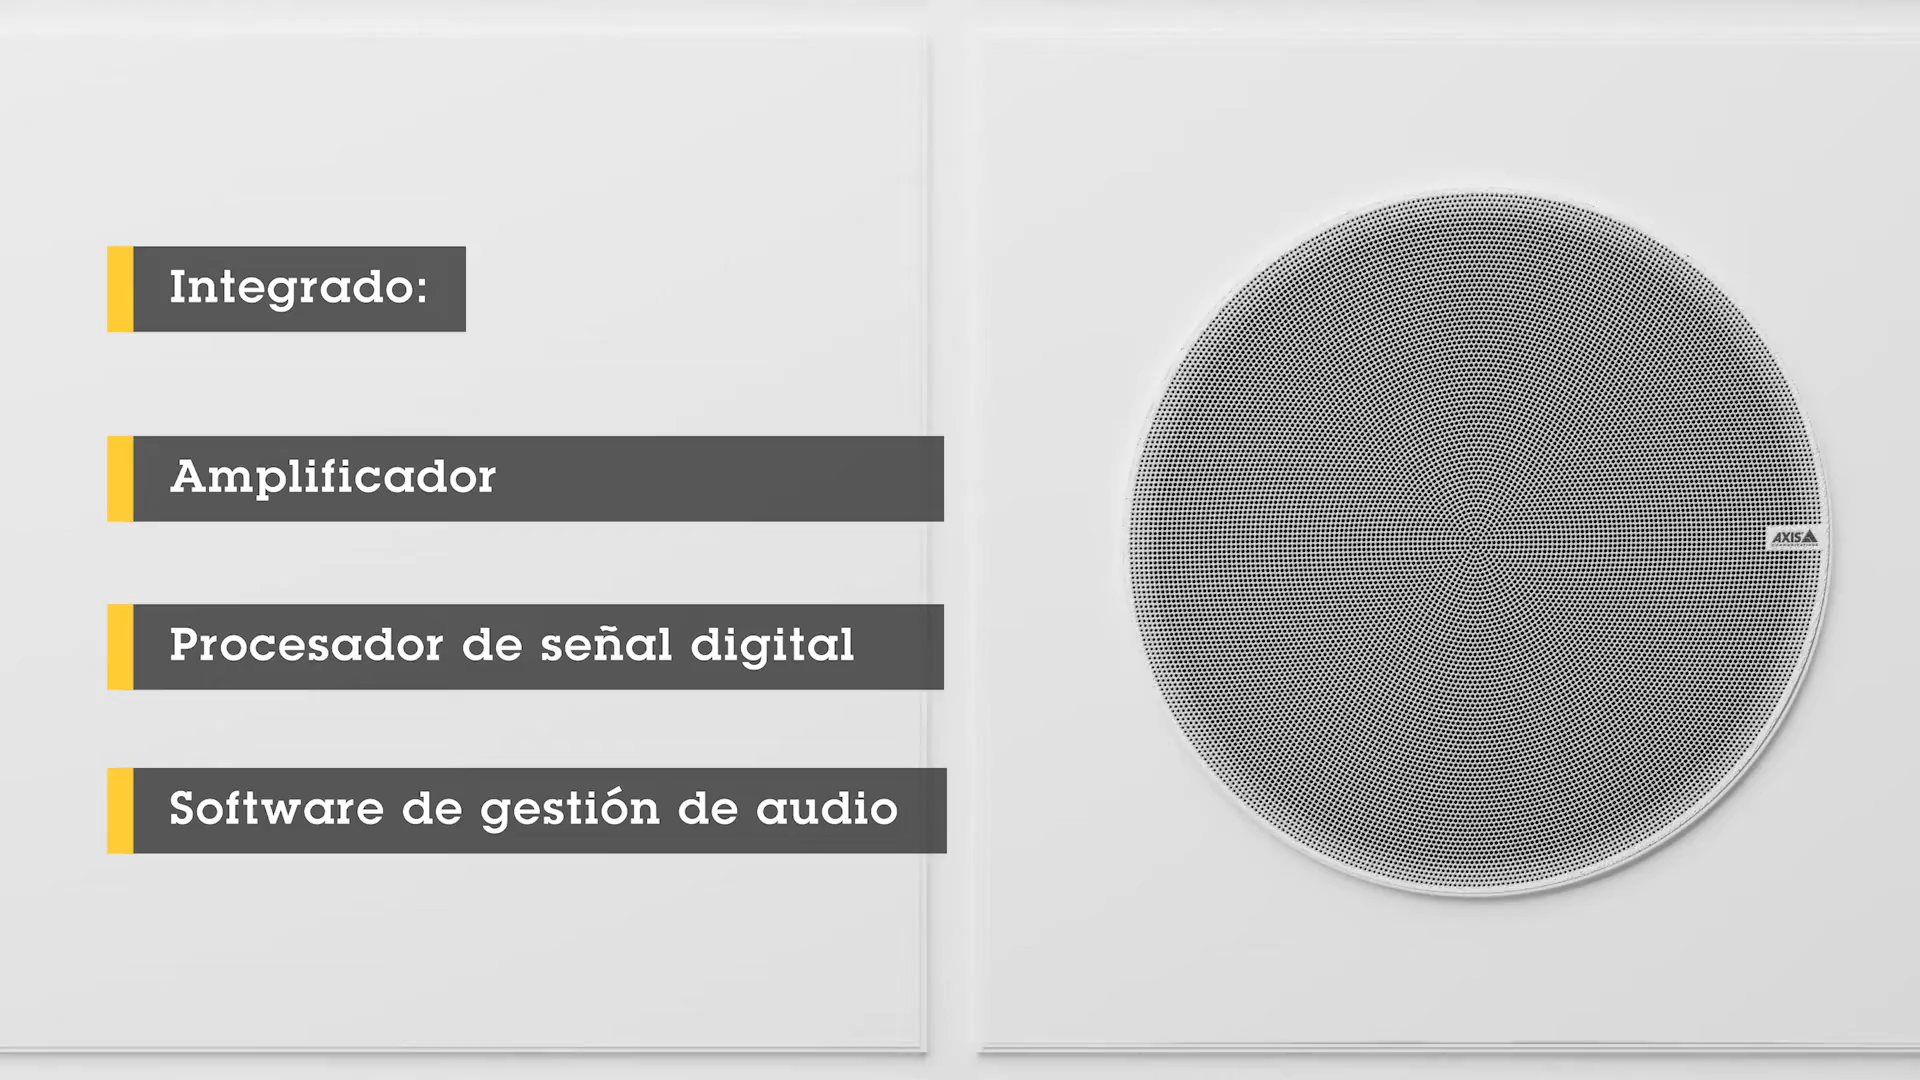 Integrado:
Amplificador
Procesador de señal digital
Software de gestión de audio
AXIS